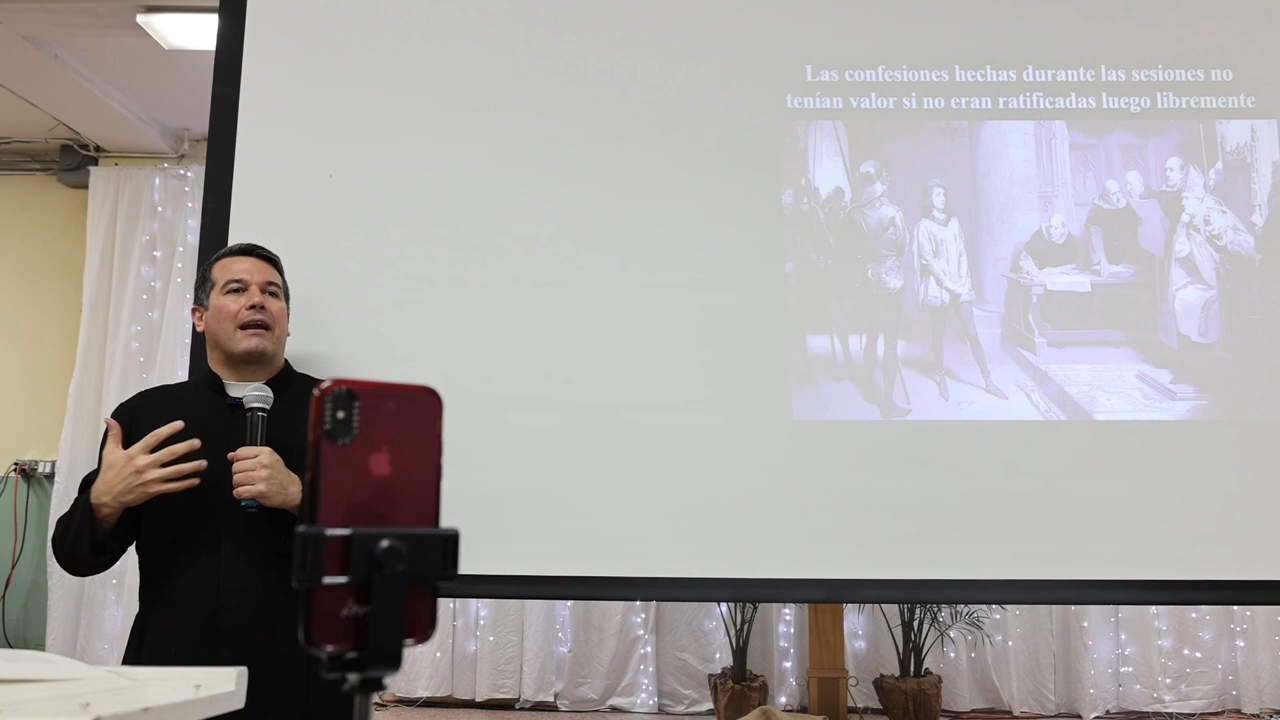 Las confesiones hechas durante las sesiones no
tenían valor si no eran ratificadas luego libremente